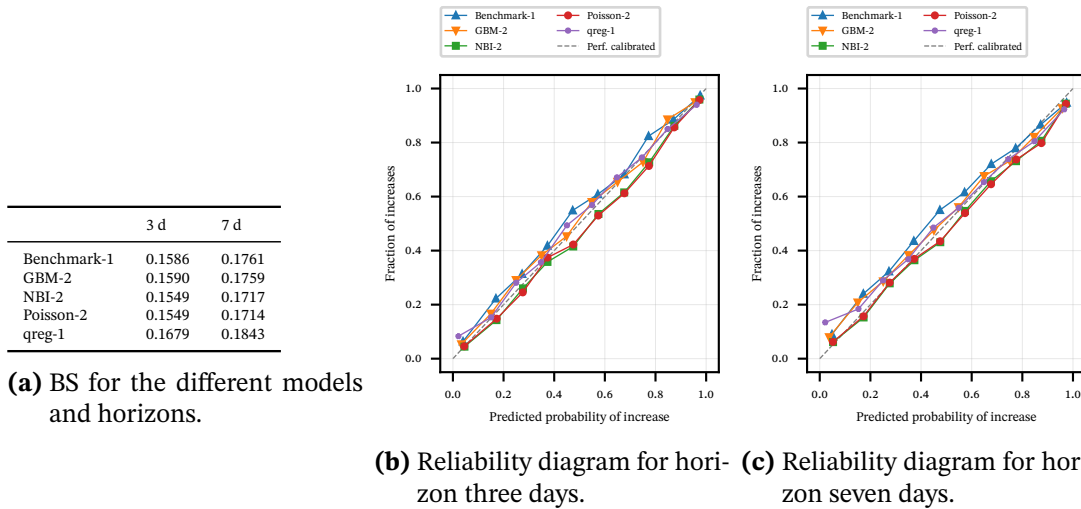 3 d 7 d
Benchmark-1 0.1586 0.1761
GBM-2 0.1590 0.1759
NBI-2 0.1549 0.1717
Poisson-2 0.1549 0.1714
qreg-1 0.1679 0.1843
(a) BS for the different models
and horizons.
Benchmark-1 Poisson-2
GBM-2 qreg-1
NBI-2 Perf. calibrated
Fraction of increases
1.0
0.8
0.6
0.4
0.2
0.0
0.0 0.2 0.4 0.6 0.8 1.0
Predicted probability of increase
(b) Reliability diagram for hori-
zon three days.
Benchmark-1 Poisson-2
GBM-2 qreg-1
NBI-2 Perf. calibrated
Fraction of increases
1.0
0.8
0.6
0.4
0.2
0.0
0.0 0.2 0.4 0.6 0.8 1.0
Predicted probability of increase
(c) Reliability diagram for hor
zon seven days.